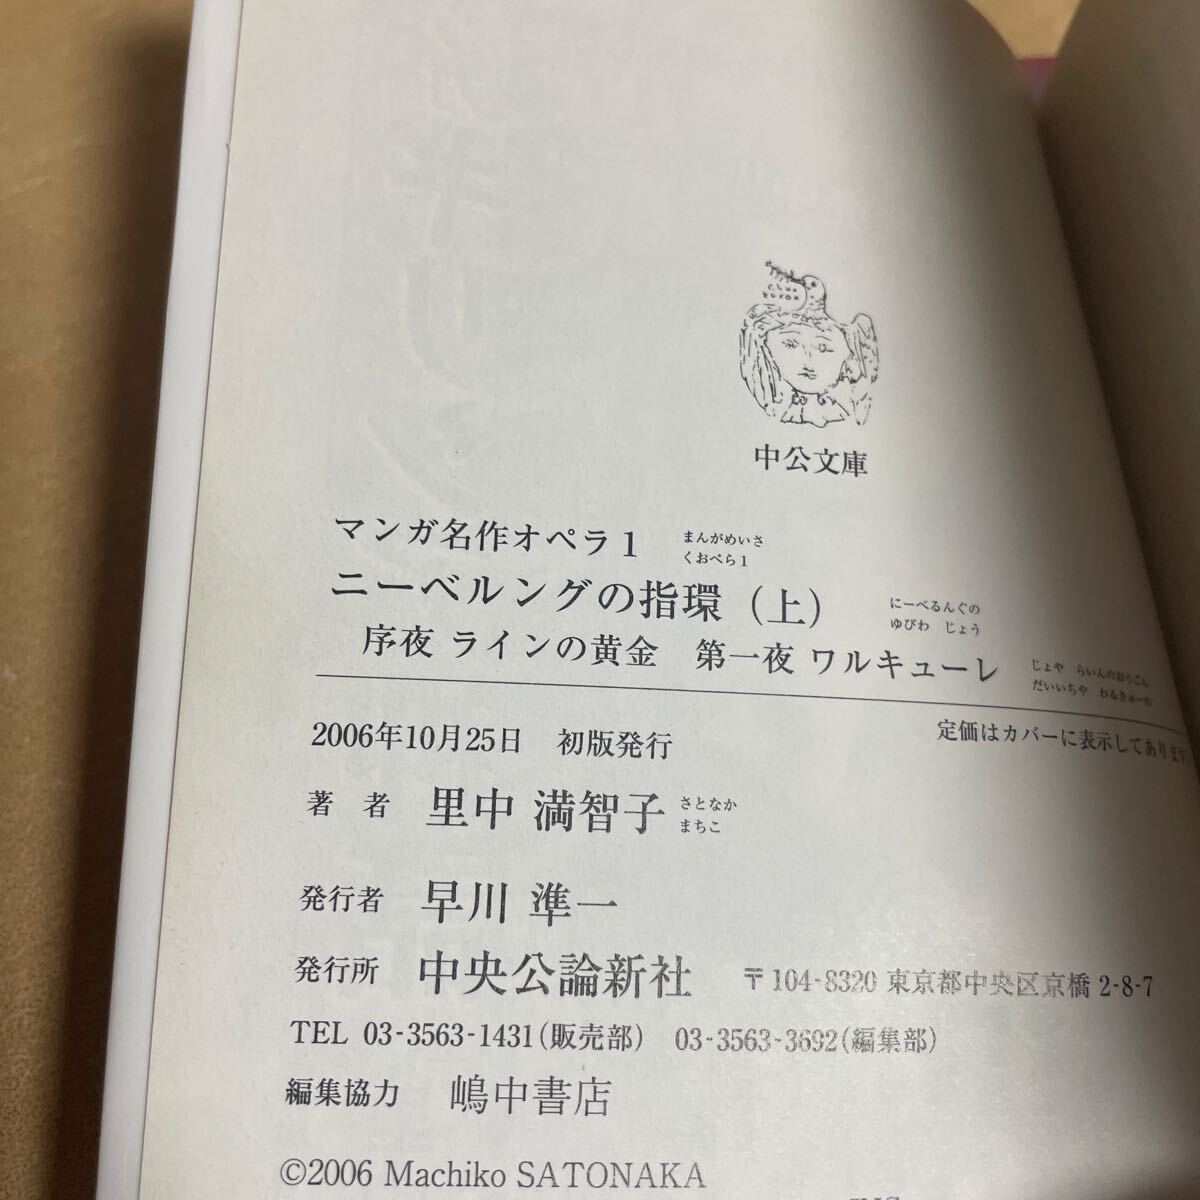 chuo
koron
中公文庫
マンガ名作オペラ1 まんがめいさ
くおぺら1
ニーベルングの指環(上) にーべるんぐの
ゆびわ じょう
序夜 ラインの黄金 第一夜 ワルキューレ じょや らいんのおうごん
だいいちや わるきゅーれ
定価はカバーに表示してあります。
2006年10月25日 初版発行
著者 里中 満智子 さとなか
まちこ
発行者 早川 準一
発行所 中央公論新社 〒104-8320 東京都中央区京橋 2-8-7
TEL 03-3563-1431(販売部) 03-3563-3692(編集部)
編集協力 嶋中書店
©2006 Machiko SATONAKA